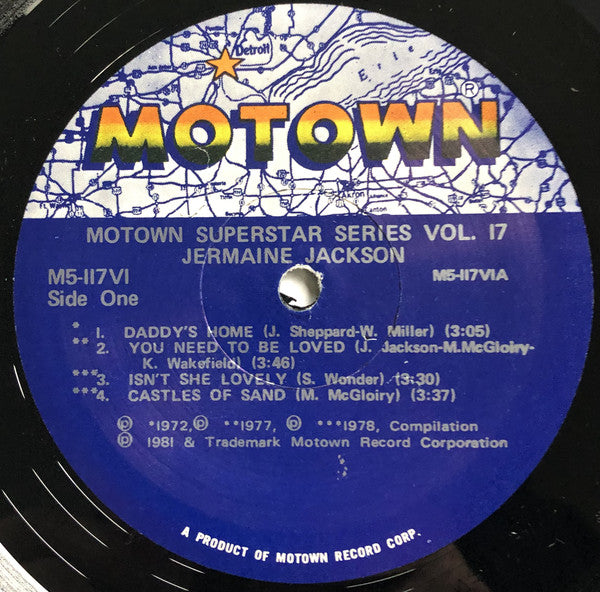 Detroit
Erie
MOTOWN®
MOTOWN SUPERSTAR SERIES VOL. 17
JERMAINE JACKSON
M5-117V1
M5-117V1A
Side One
* 1. DADDY'S HOME (J. Sheppard-W. Miller) (3:05)
** 2. YOU NEED TO BE LOVED (J. Jackson-M.McGloiry-
K. Wakefield) (3:46)
*** 3. ISN'T SHE LOVELY (S. Wonder) (3:30)
*** 4. CASTLES OF SAND (M. McGloiry) (3:37)
℗ *1972, ℗ **1977, ℗ ***1978, Compilation
℗ 1981 & Trademark Motown Record Corporation
A PRODUCT OF MOTOWN RECORD CORP.